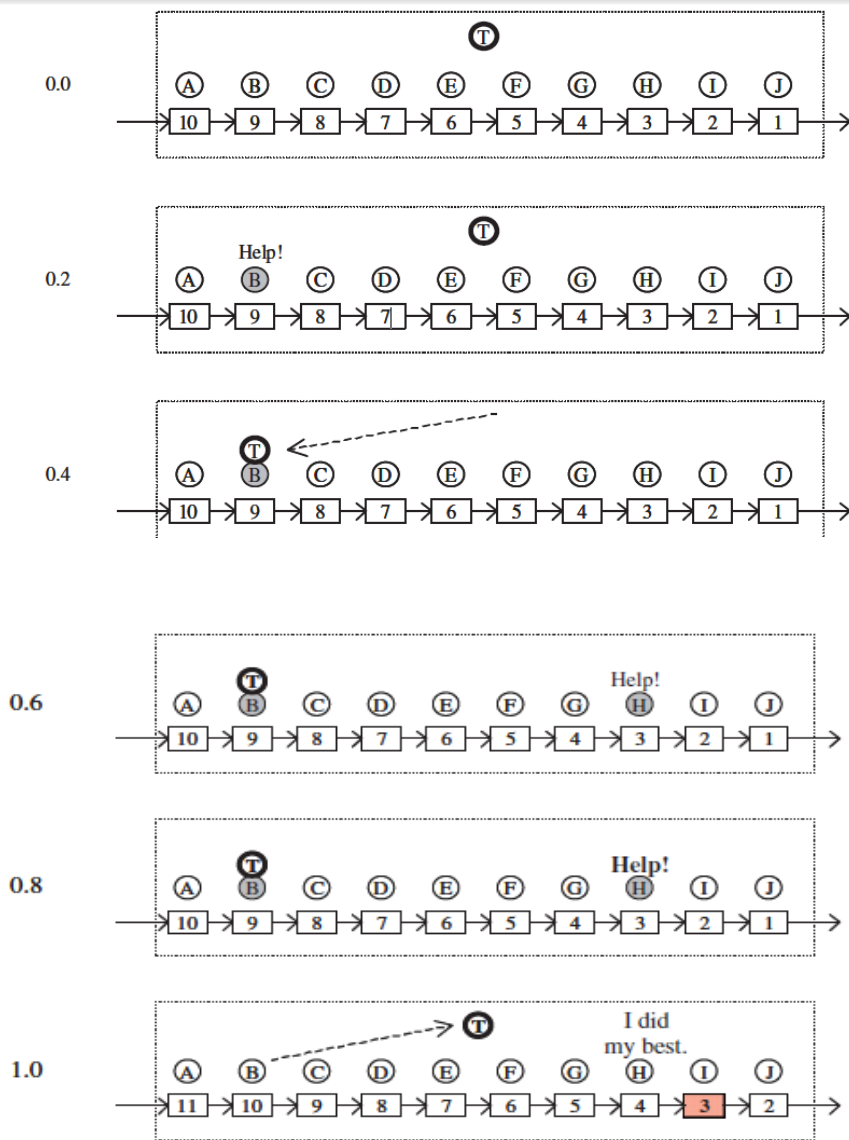 T
0.0
A B C D E F G H I J
10 9 8 7 6 5 4 3 2 1
T
Help!
0.2
A B C D E F G H I J
10 9 8 7 6 5 4 3 2 1
T
0.4
A B C D E F G H I J
10 9 8 7 6 5 4 3 2 1
T Help!
0.6
A B C D E F G H I J
10 9 8 7 6 5 4 3 2 1
T Help!
0.8
A B C D E F G H I J
10 9 8 7 6 5 4 3 2 1
T I did
my best.
1.0
A B C D E F G H I J
11 10 9 8 7 6 5 4 3 2